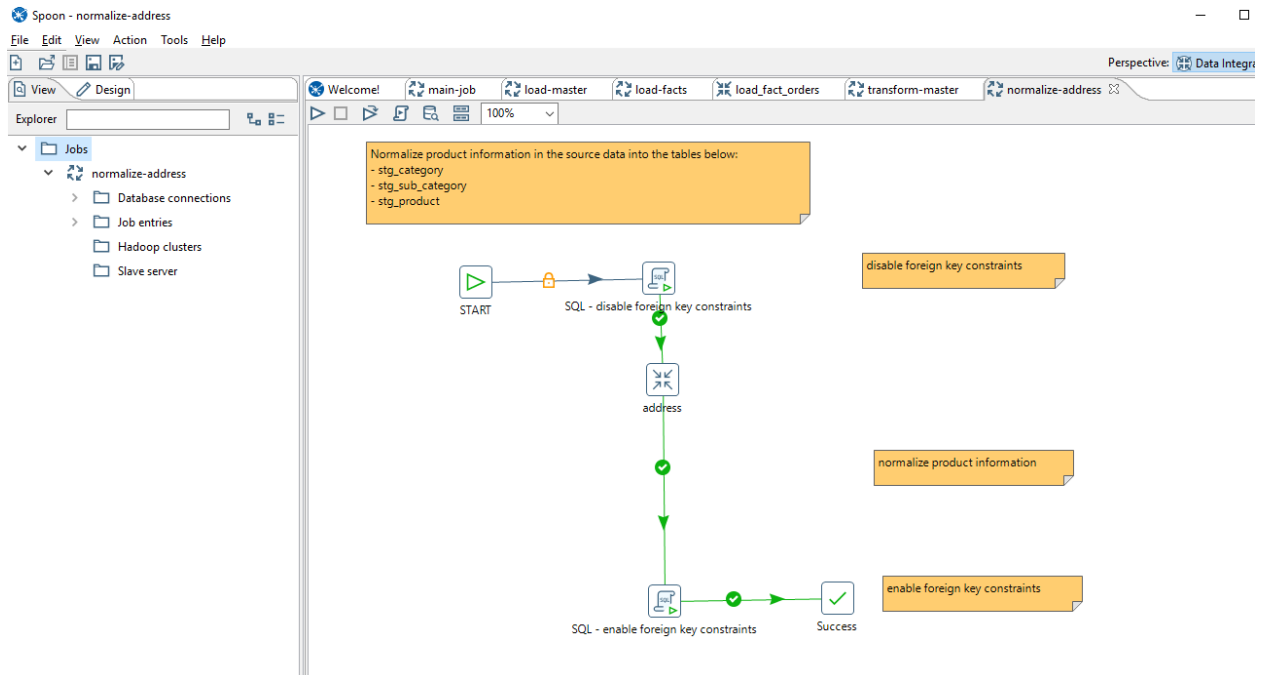 Spoon - normalize-address
File Edit View Action Tools Help
Perspective: Data Integra
View Design
Welcome! main-job load-master load-facts load_fact_orders transform-master normalize-address
Explorer
100%
Jobs
normalize-address
Database connections
Job entries
Hadoop clusters
Slave server
Normalize product information in the source data into the tables below:
- stg_category
- stg_sub_category
- stg_product
disable foreign key constraints
SQL
START
SQL - disable foreign key constraints
address
normalize product information
enable foreign key constraints
SQL
Success
SQL - enable foreign key constraints